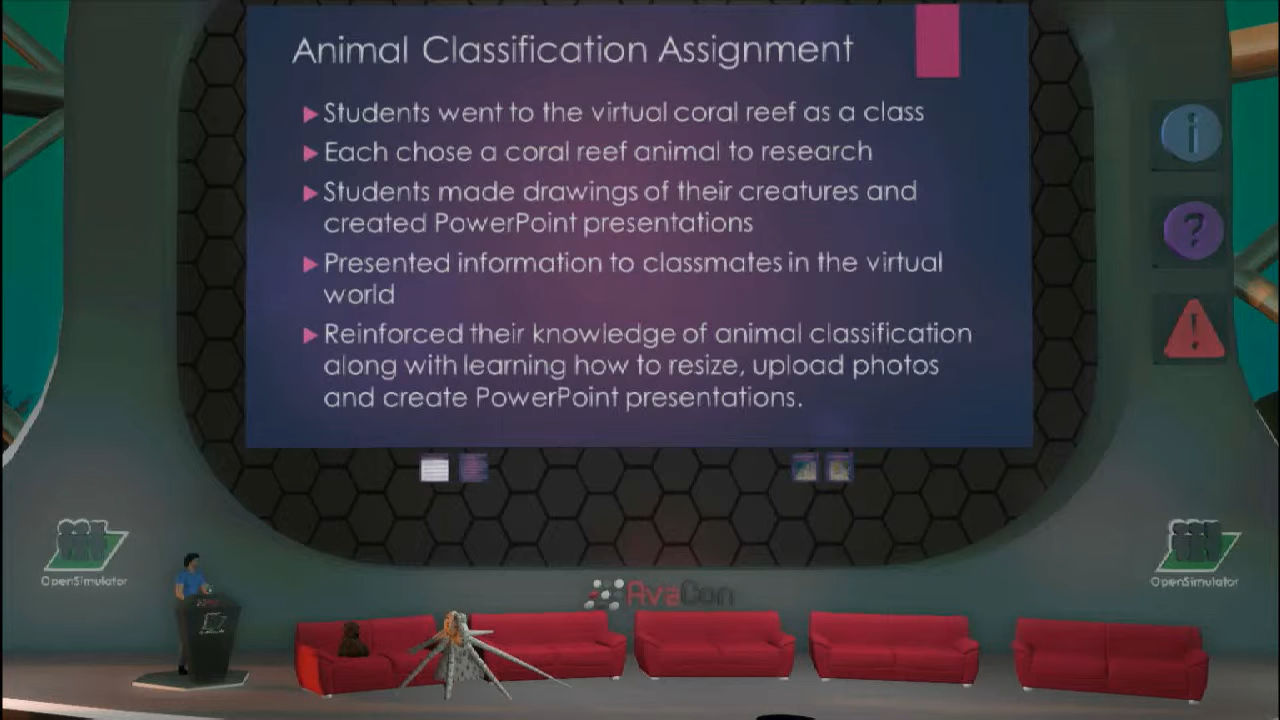 Animal Classification Assignment
Students went to the virtual coral reef as a class
Each chose a coral reef animal to research
Students made drawings of their creatures and
created PowerPoint presentations
Presented information to classmates in the virtual
world
Reinforced their knowledge of animal classification
along with learning how to resize, upload photos
and create PowerPoint presentations.
i
?
!
OpenSimulator
OpenSimulator
AvaCon